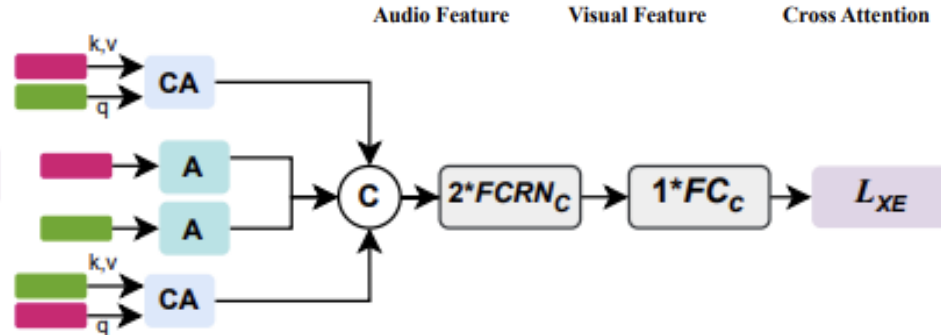 Audio Feature Visual Feature Cross Attention
k,v
CA
q
A
C
2*FCRN_C
1*FC_C
L_XE
A
k,v
CA
q